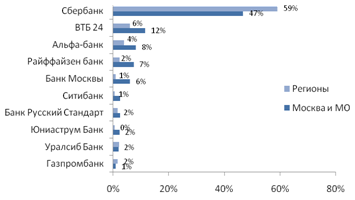 Сбербанк 59%
47%
ВТБ 24 6%
12%
Альфа-банк 4%
8%
Райффайзен банк 2%
7%
Банк Москвы 1%
6%
Ситибанк 1%
Банк Русский Стандарт 2%
Юниаструм Банк 0%
2%
Уралсиб Банк 2%
Газпромбанк 2%
1%
Регионы
Москва и МО
0% 20% 40% 60% 80%